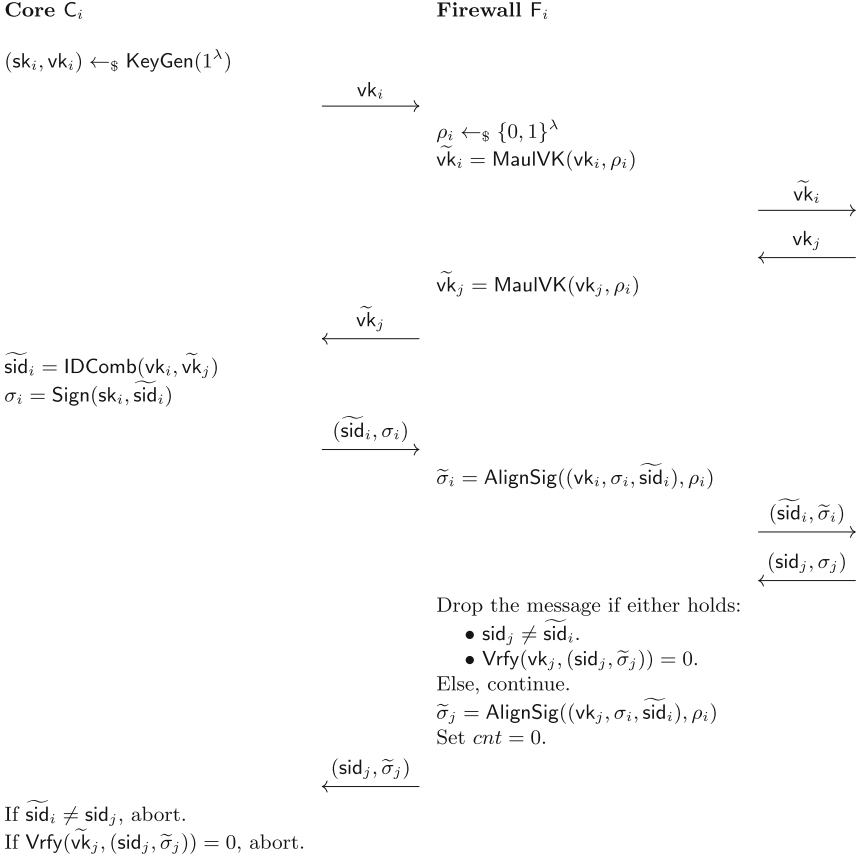 Core C_i Firewall F_i
(sk_i, vk_i) ←_$ KeyGen(1^λ)
vk_i
ρ_i ←_$ {0, 1}^λ
ṽk_i = MaulVK(vk_i, ρ_i)
ṽk_i
vk_j
ṽk_j = MaulVK(vk_j, ρ_i)
ṽk_j
s͠id_i = IDComb(vk_i, ṽk_j)
σ_i = Sign(sk_i, s͠id_i)
(s͠id_i, σ_i)
σ̃_i = AlignSig((vk_i, σ_i, s͠id_i), ρ_i)
(s͠id_i, σ̃_i)
(sid_j, σ_j)
Drop the message if either holds:
• sid_j ≠ s͠id_i.
• Vrfy(vk_j, (sid_j, σ̃_j)) = 0.
Else, continue.
σ̃_j = AlignSig((vk_j, σ_i, s͠id_i), ρ_i)
Set cnt = 0.
(sid_j, σ̃_j)
If s͠id_i ≠ sid_j, abort.
If Vrfy(ṽk_j, (sid_j, σ̃_j)) = 0, abort.